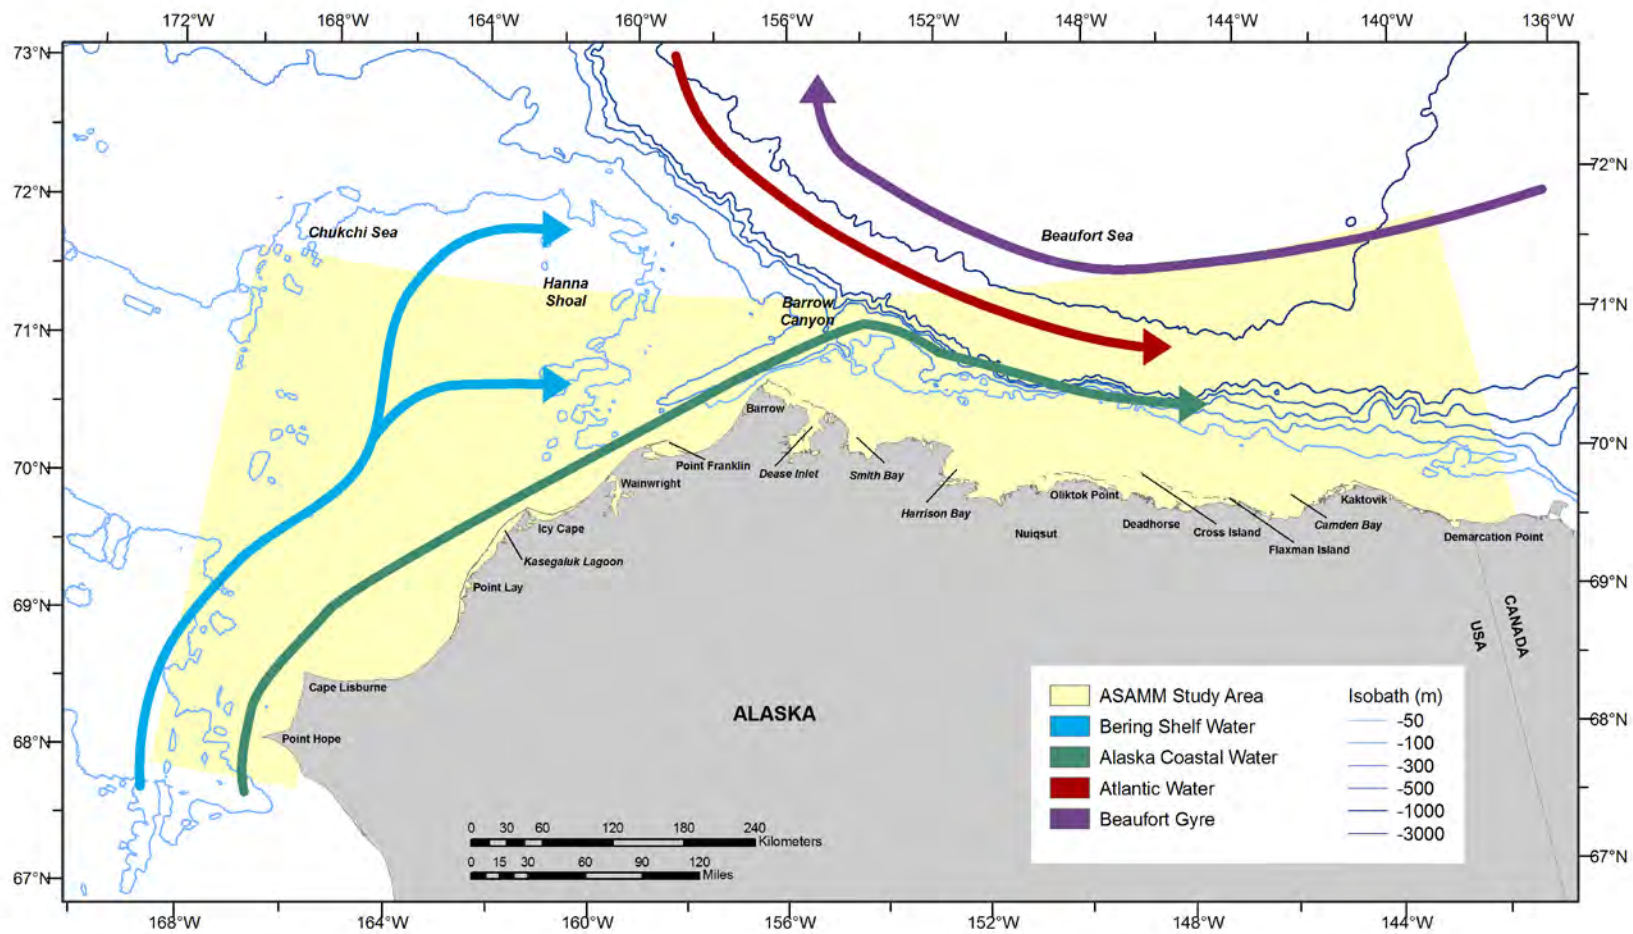 172°W 168°W 164°W 160°W 156°W 152°W 148°W 144°W 140°W 136°W
73°N
72°N
72°N
Chukchi Sea
Beaufort Sea
Hanna
Shoal
Barrow
Canyon
71°N
71°N
70°N
70°N
Barrow
Point Franklin
Dease Inlet
Smith Bay
Wainwright
Harrison Bay
Oliktok Point
Kaktovik
Icy Cape
Nuiqsut
Deadhorse
Cross Island
Camden Bay
Flaxman Island
Demarcation Point
Kasegaluk Lagoon
Point Lay
69°N
69°N
USA
CANADA
Cape Lisburne
Point Hope
ALASKA
68°N
68°N
67°N
67°N
ASAMM Study Area
Bering Shelf Water
Alaska Coastal Water
Atlantic Water
Beaufort Gyre
Isobath (m)
-50
-100
-300
-500
-1000
-3000
0 30 60 120 180 240
Kilometers
0 15 30 60 90 120
Miles
168°W 164°W 160°W 156°W 152°W 148°W 144°W